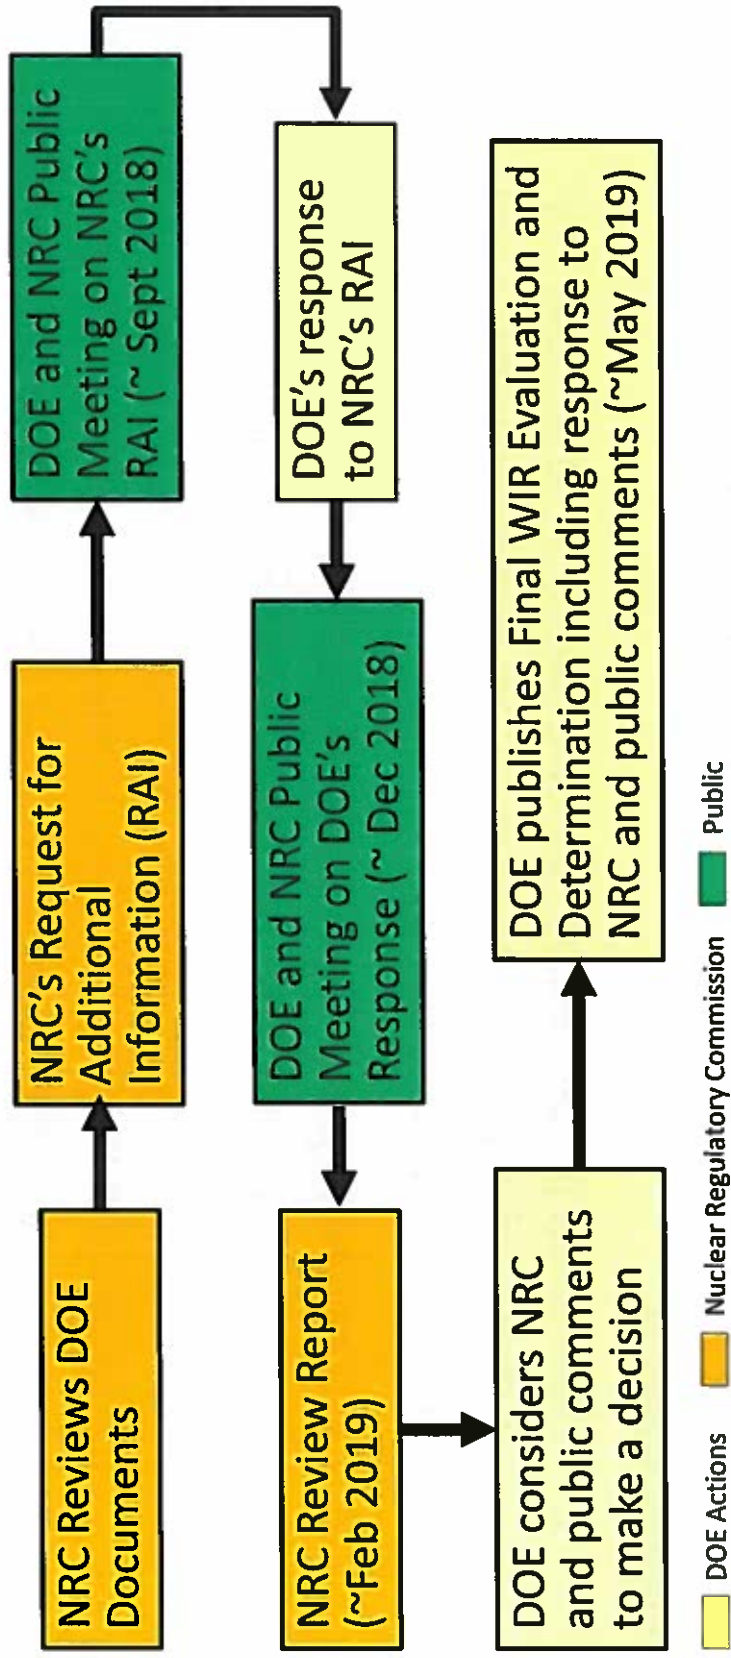 NRC Reviews DOE
Documents
NRC's Request for
Additional
Information (RAI)
DOE and NRC Public
Meeting on NRC's
RAI (~ Sept 2018)
DOE's response
to NRC's RAI
DOE and NRC Public
Meeting on DOE's
Response (~ Dec 2018)
NRC Review Report
(~Feb 2019)
DOE considers NRC
and public comments
to make a decision
DOE publishes Final WIR Evaluation and
Determination including response to
NRC and public comments (~May 2019)
DOE Actions
Nuclear Regulatory Commission
Public